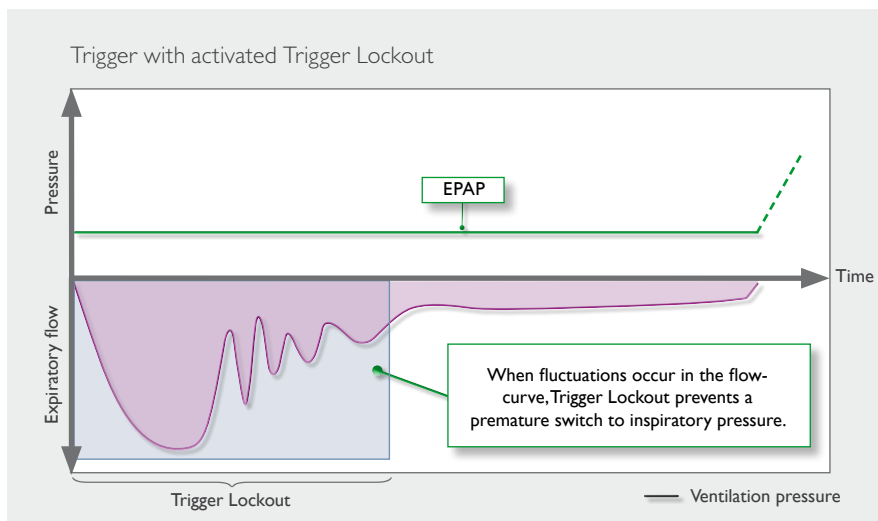 Trigger with activated Trigger Lockout
Pressure
EPAP
Time
Expiratory flow
When fluctuations occur in the flow-
curve,Trigger Lockout prevents a
premature switch to inspiratory pressure.
Trigger Lockout
Ventilation pressure